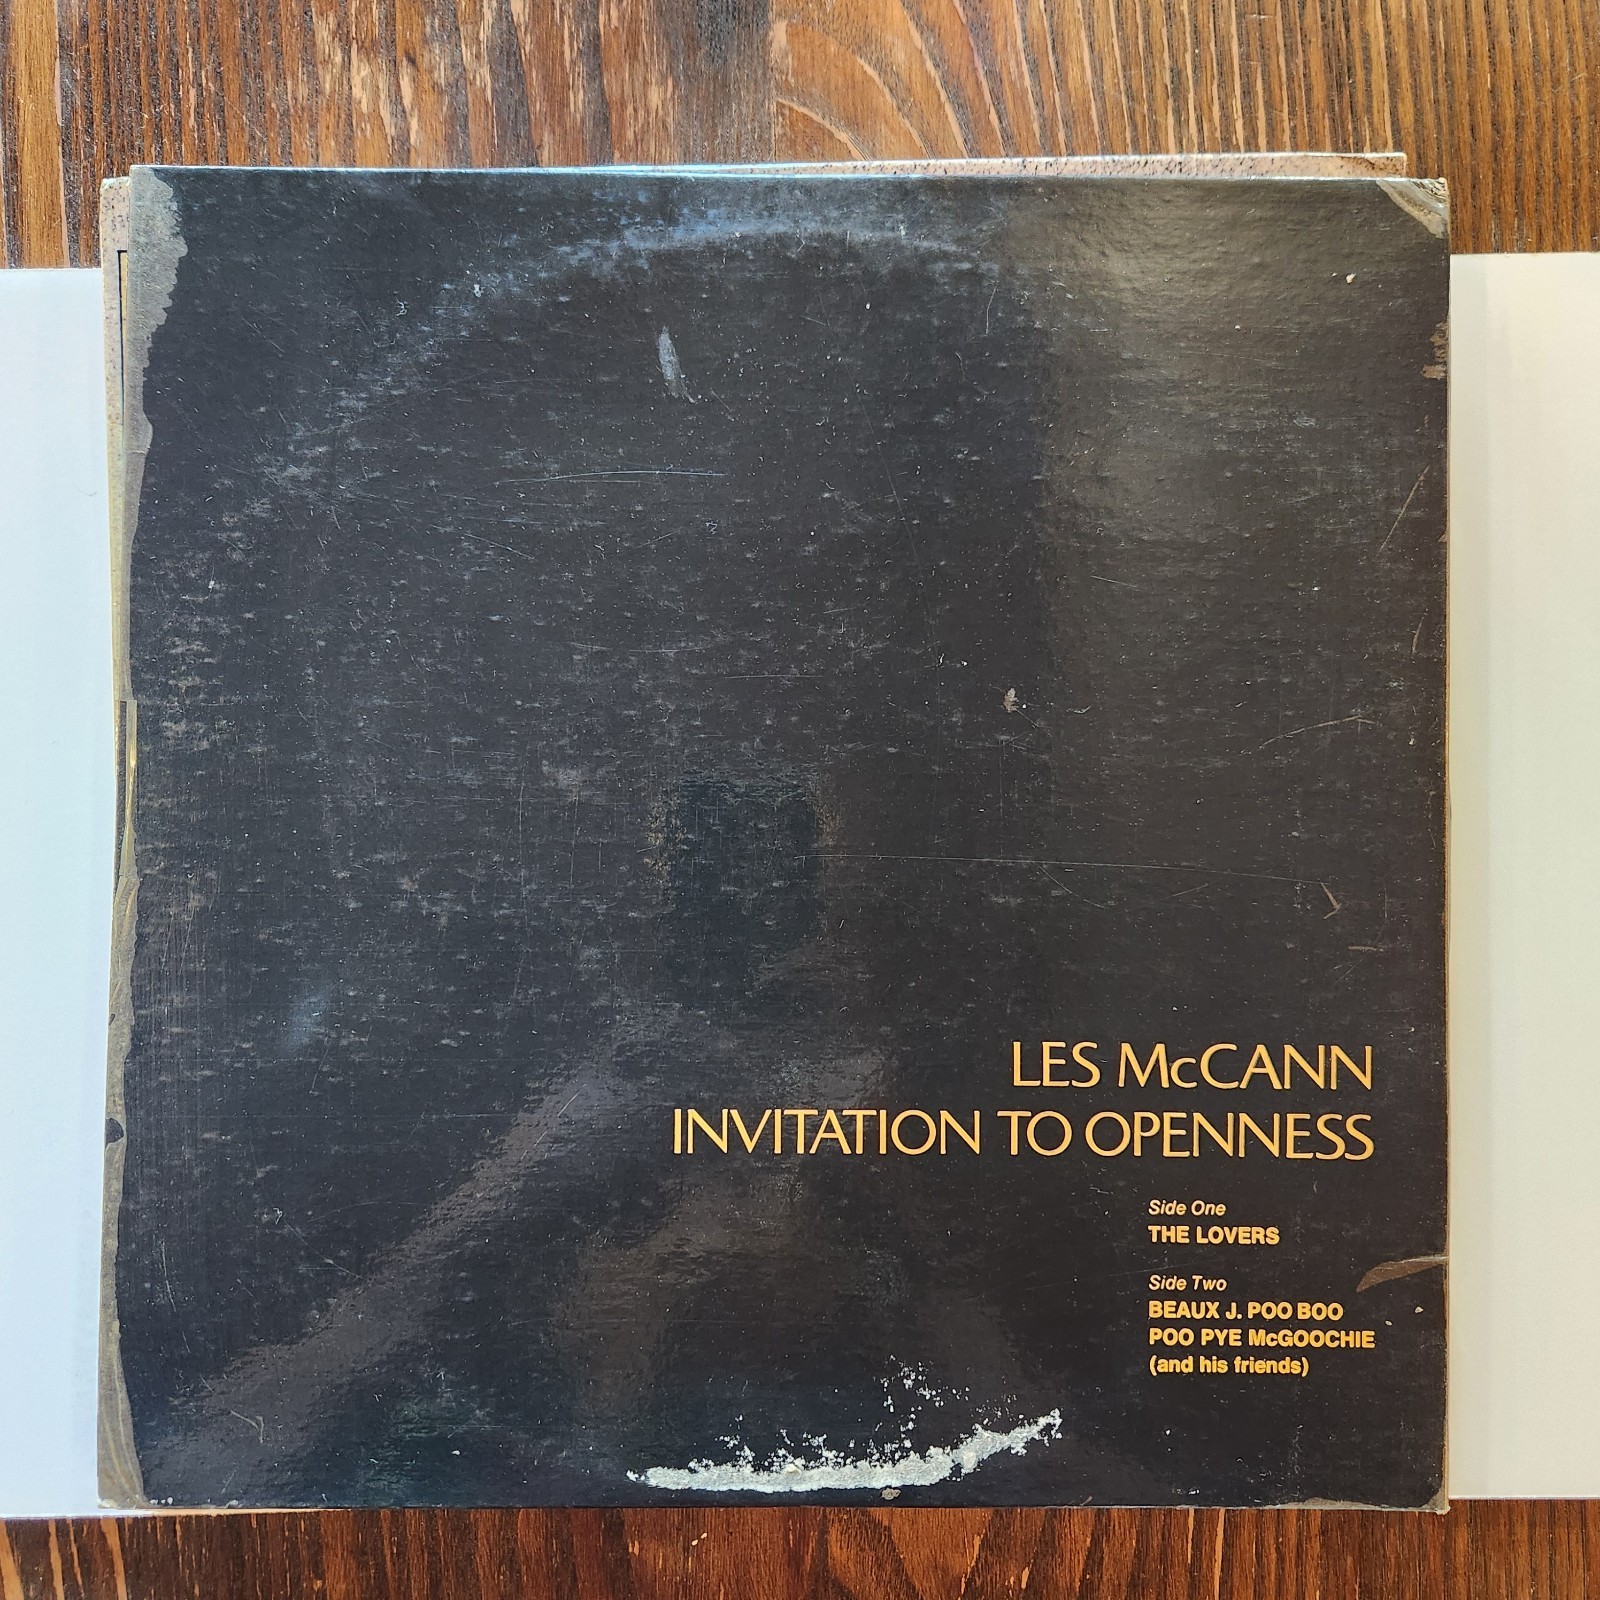 LES McCANN
INVITATION TO OPENNESS
Side One
THE LOVERS
Side Two
BEAUX J. POO BOO
POO PYE McGOOCHIE
(and his friends)